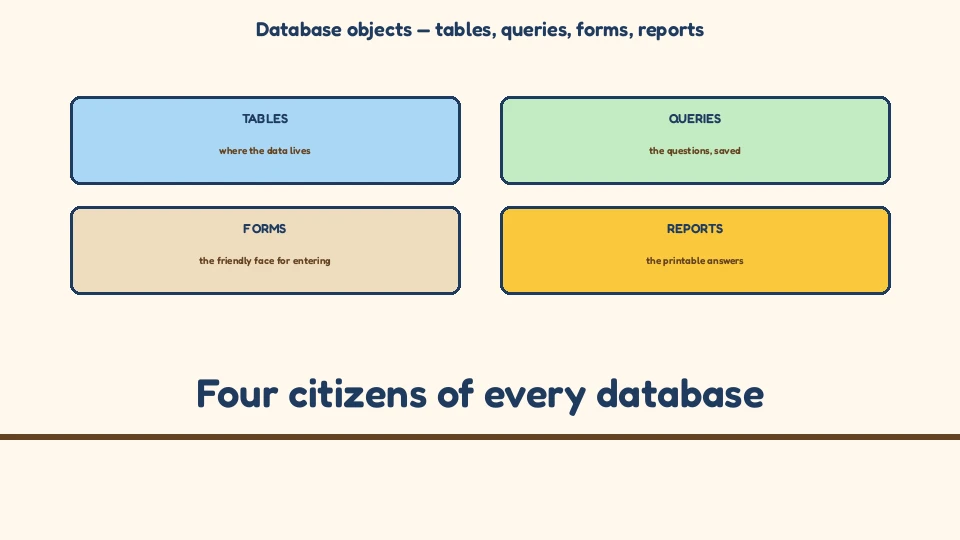 Database objects — tables, queries, forms, reports
TABLES
where the data lives
QUERIES
the questions, saved
FORMS
the friendly face for entering
REPORTS
the printable answers
Four citizens of every database